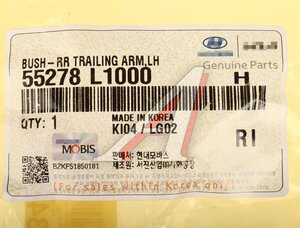 Genuine Parts
BUSH-RR TRAILING ARM,LH
55278 L1000 H
QTY: 1
MADE IN KOREA
KI04 / LG02
RI
MOBIS
BZKF51850181
판매처: 현대모비스
(For sales within Korea only)